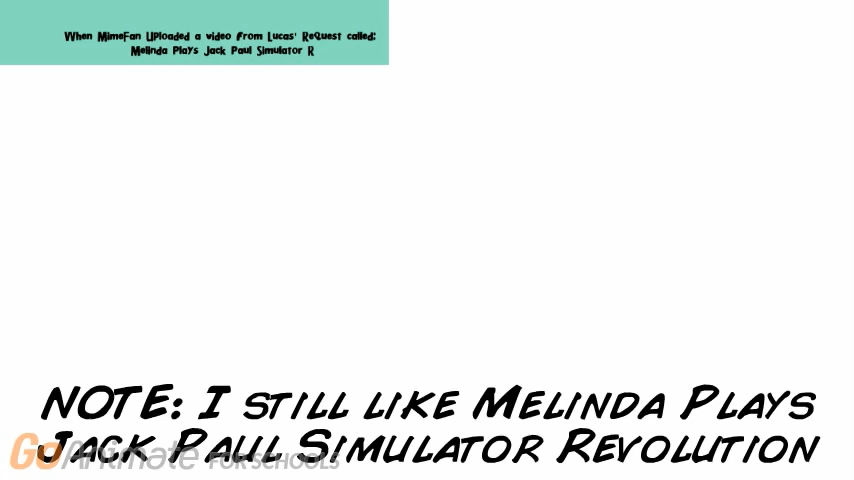 When MimeFan Uploaded a video from Lucas' Request called:
Melinda Plays Jack Paul Simulator R
NOTE: I STILL LIKE MELINDA PLAYS
JACK PAUL SIMULATOR REVOLUTION
GoAnimate FOR SCHOOLS